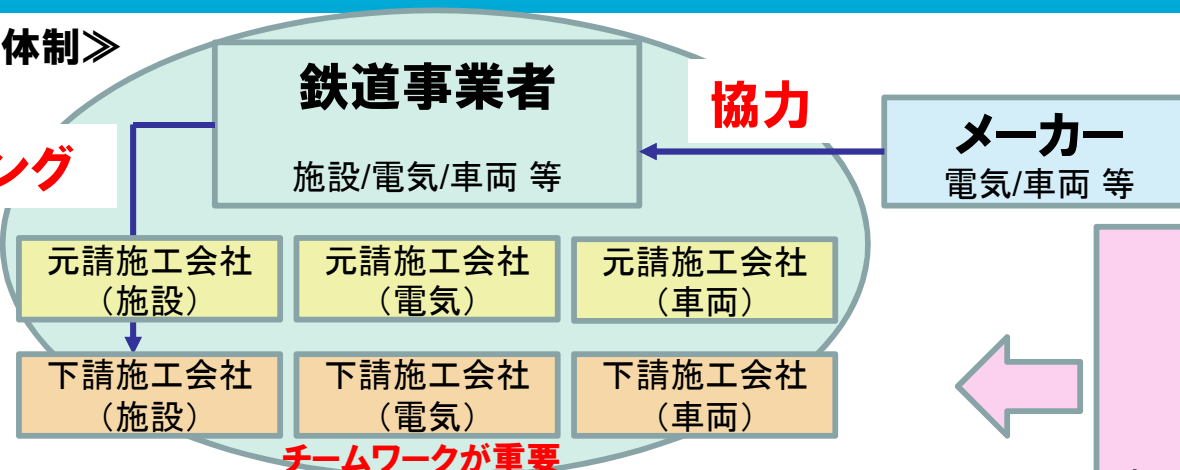 体制≫
鉄道事業者
施設/電気/車両 等
協力
メーカー
電気/車両 等
ング
元請施工会社
（施設）
元請施工会社
（電気）
元請施工会社
（車両）
下請施工会社
（施設）
下請施工会社
（電気）
下請施工会社
（車両）
チームワークが重要